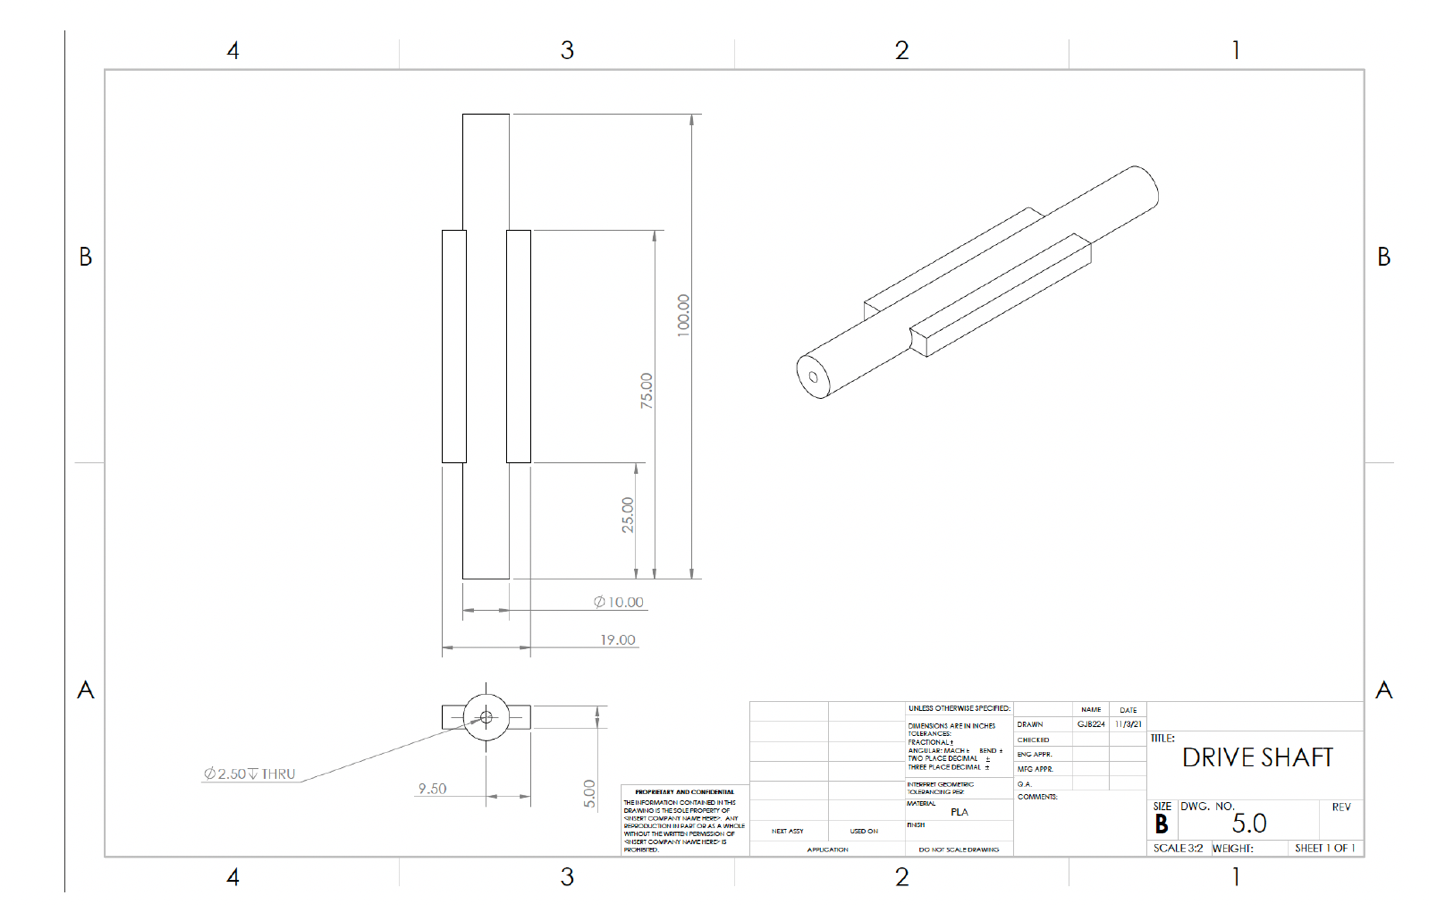 4 3 2 1
B B
100.00
75.00
25.00
⌀10.00
19.00
A A
⌀2.50↧THRU
9.50
5.00
PROPRIETARY AND CONFIDENTIAL
THE INFORMATION CONTAINED IN THIS
DRAWING IS THE SOLE PROPERTY OF
<INSERT COMPANY NAME HERE>. ANY
REPRODUCTION IN PART OR AS A WHOLE
WITHOUT THE WRITTEN PERMISSION OF
<INSERT COMPANY NAME HERE> IS
PROHIBITED.
NEXT ASSY USED ON
APPLICATION
UNLESS OTHERWISE SPECIFIED:
DIMENSIONS ARE IN INCHES
TOLERANCES:
FRACTIONAL ±
ANGULAR: MACH ± BEND ±
TWO PLACE DECIMAL ±
THREE PLACE DECIMAL ±
INTERPRET GEOMETRIC
TOLERANCING PER:
MATERIAL
PLA
FINISH
DO NOT SCALE DRAWING
NAME DATE
DRAWN GJB224 11/3/21
CHECKED
ENG APPR.
MFG APPR.
Q.A.
COMMENTS:
TITLE:
DRIVE SHAFT
SIZE DWG. NO. REV
B 5.0
SCALE 3:2 WEIGHT: SHEET 1 OF 1
4 3 2 1